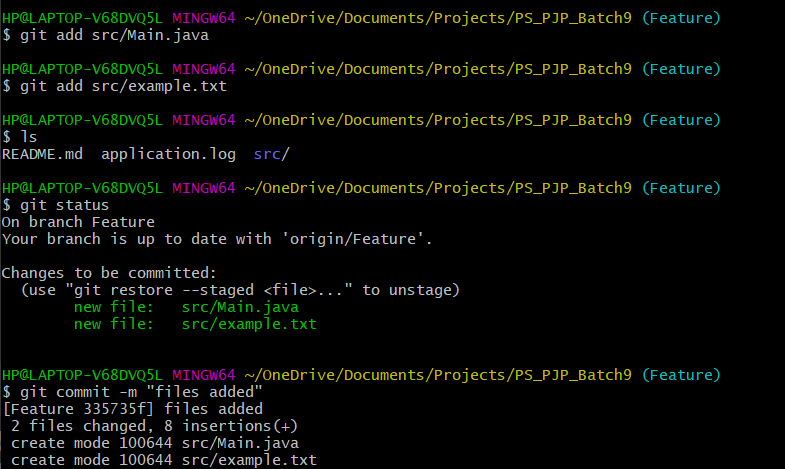 HP@LAPTOP-V68DVQ5L MINGW64 ~/OneDrive/Documents/Projects/PS_PJP_Batch9 (Feature)
$ git add src/Main.java
HP@LAPTOP-V68DVQ5L MINGW64 ~/OneDrive/Documents/Projects/PS_PJP_Batch9 (Feature)
$ git add src/example.txt
HP@LAPTOP-V68DVQ5L MINGW64 ~/OneDrive/Documents/Projects/PS_PJP_Batch9 (Feature)
$ ls
README.md  application.log  src/
HP@LAPTOP-V68DVQ5L MINGW64 ~/OneDrive/Documents/Projects/PS_PJP_Batch9 (Feature)
$ git status
On branch Feature
Your branch is up to date with 'origin/Feature'.
Changes to be committed:
  (use "git restore --staged <file>..." to unstage)
        new file:   src/Main.java
        new file:   src/example.txt
HP@LAPTOP-V68DVQ5L MINGW64 ~/OneDrive/Documents/Projects/PS_PJP_Batch9 (Feature)
$ git commit -m "files added"
[Feature 335735f] files added
 2 files changed, 8 insertions(+)
 create mode 100644 src/Main.java
 create mode 100644 src/example.txt